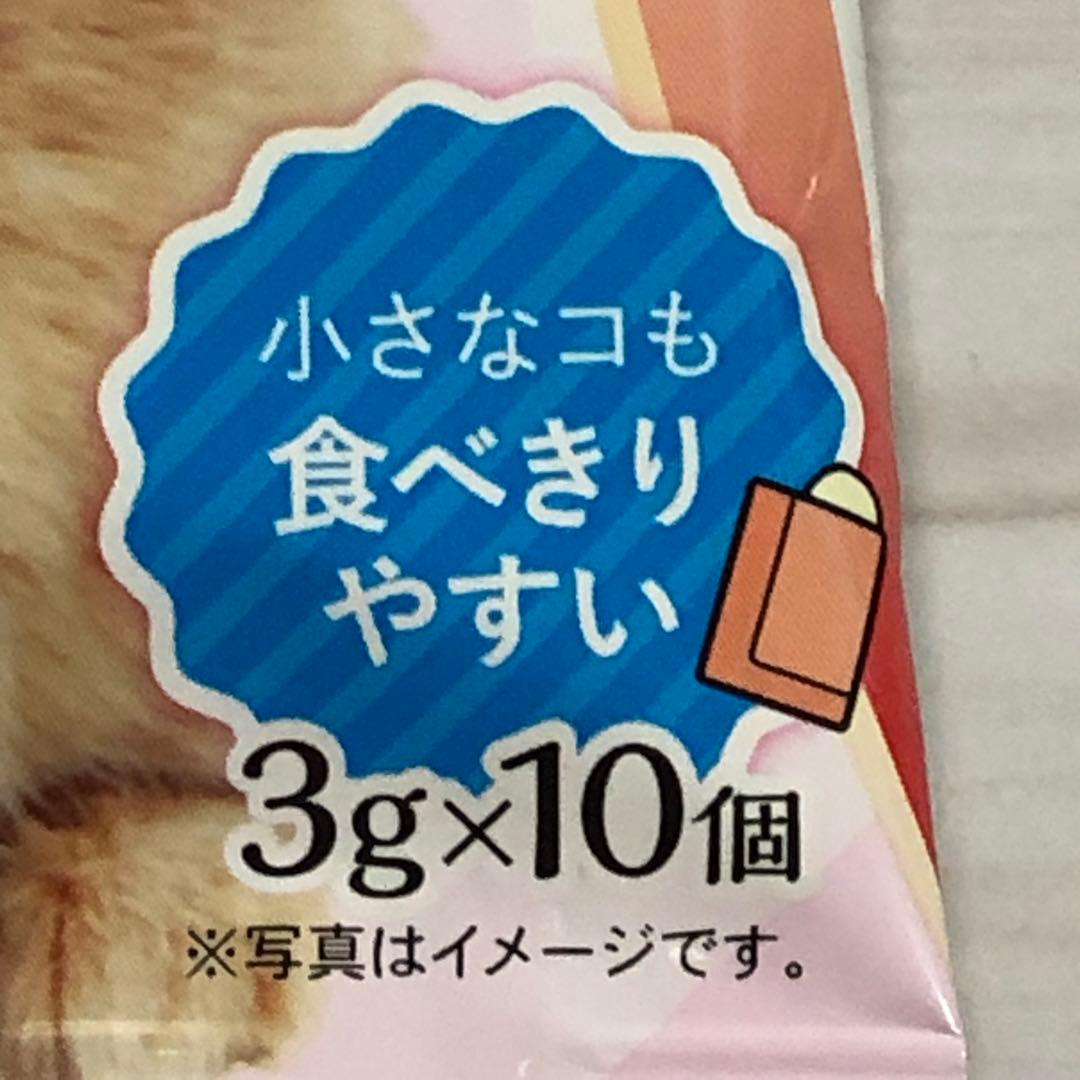 小さなコも
食べきり
やすい
3g×10個
※写真はイメージです。